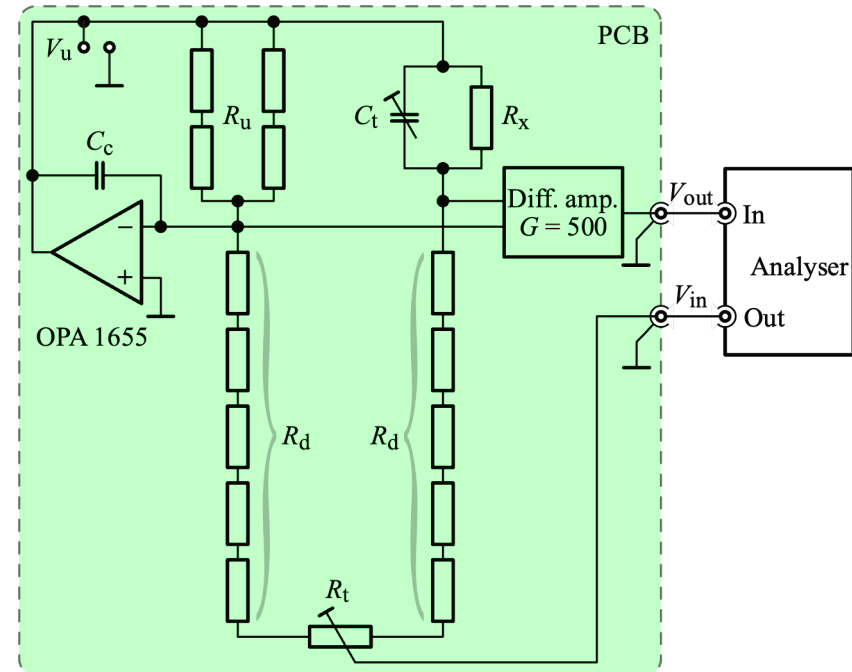 PCB
Vu
Ru
Ct
Rx
Cc
Diff. amp.
G = 500
Vout
In
Analyser
−
+
Vin
Out
OPA 1655
Rd
Rd
Rt